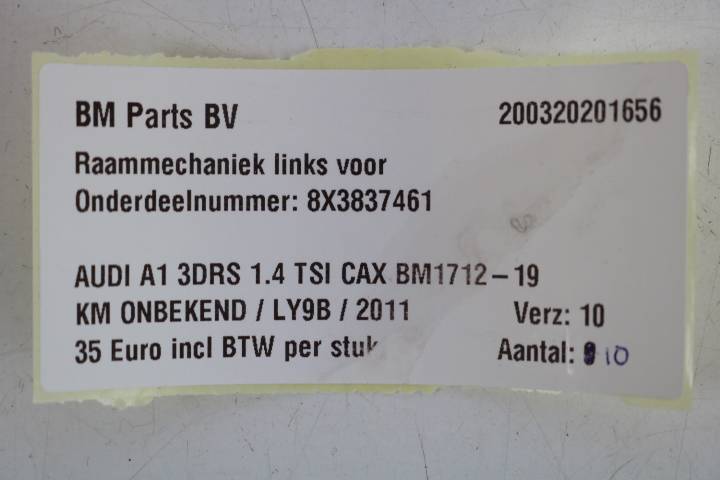 BM Parts BV 200320201656
Raammechaniek links voor
Onderdeelnummer: 8X3837461
AUDI A1 3DRS 1.4 TSI CAX BM1712-19
KM ONBEKEND / LY9B / 2011 Verz: 10
35 Euro incl BTW per stuk Aantal: 10